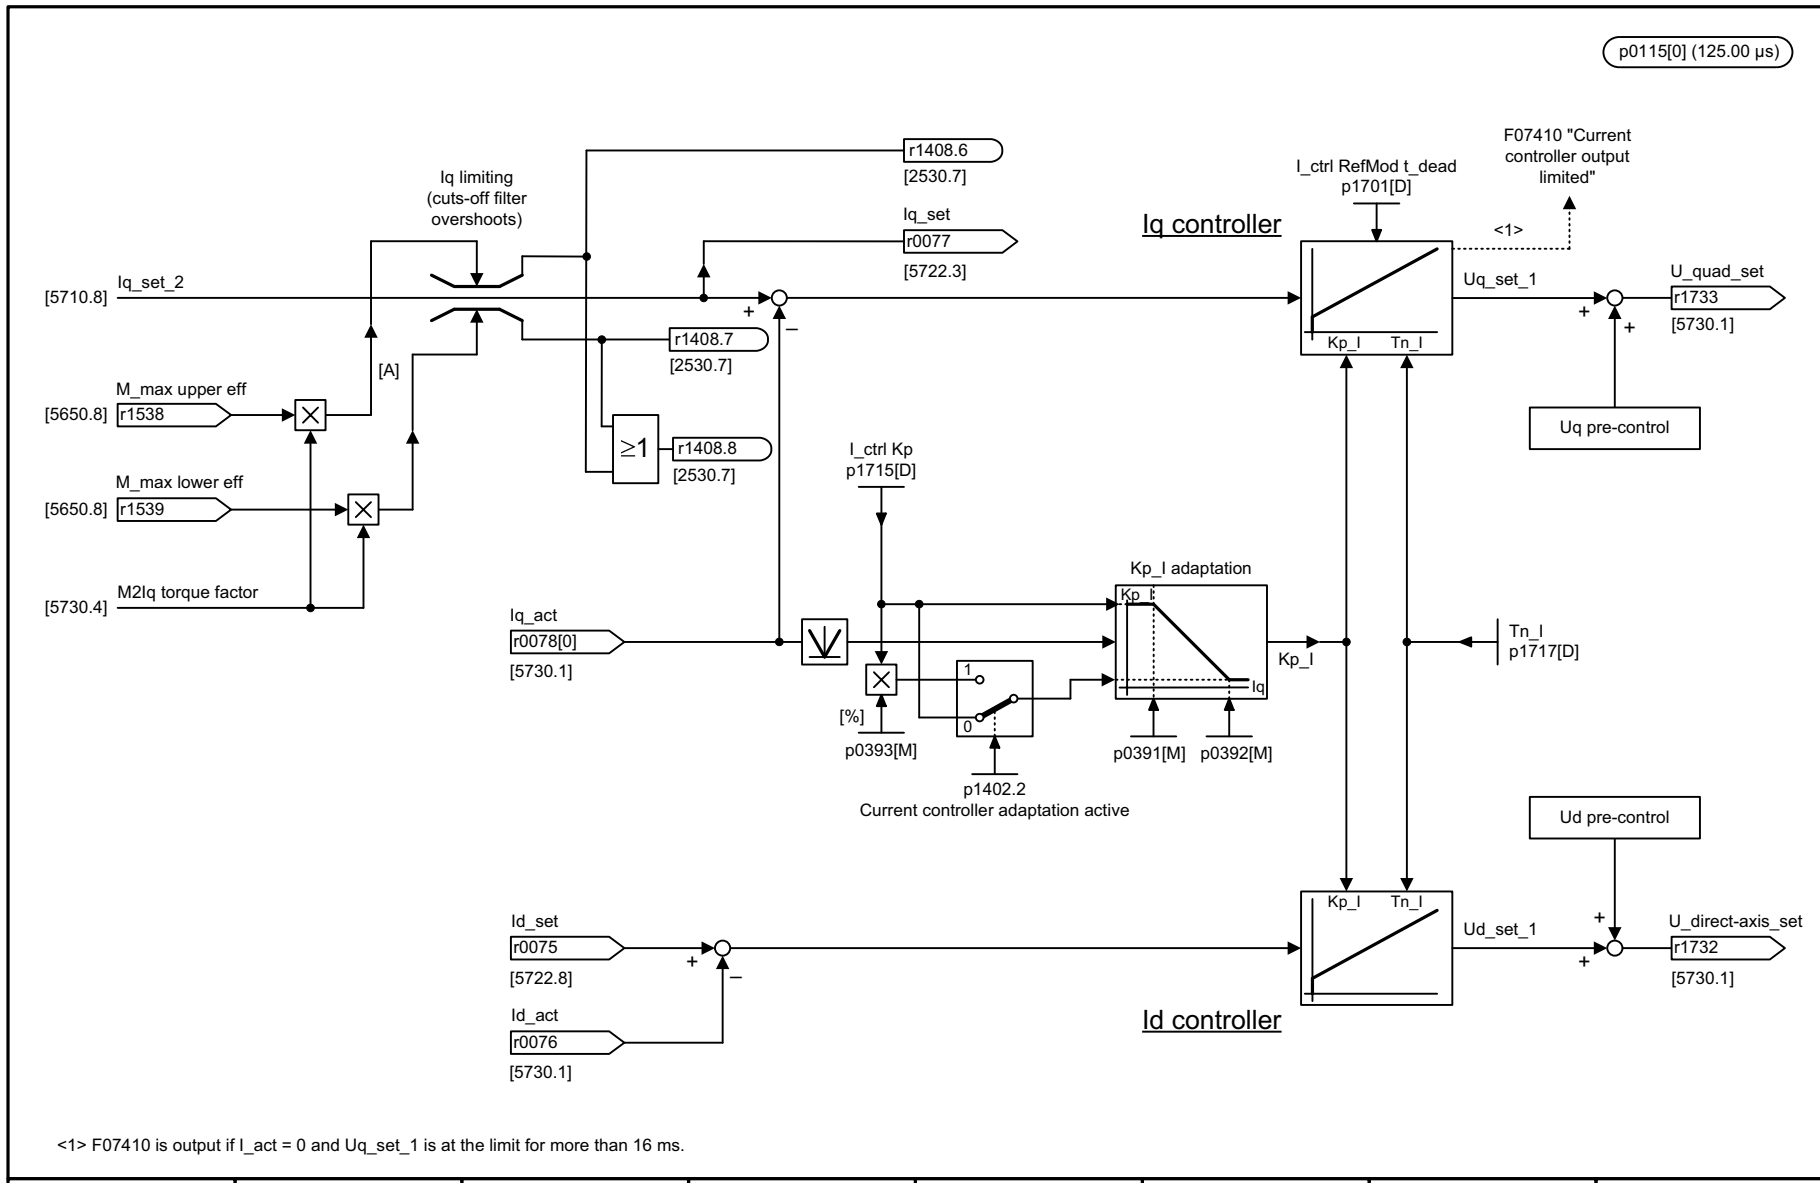 p0115[0] (125.00 µs)
F07410 "Current
controller output
limited"
<1>
I_ctrl RefMod t_dead
p1701[D]
r1408.6
[2530.7]
Iq limiting
(cuts-off filter
overshoots)
Iq_set
r0077
[5722.3]
Iq controller
[5710.8]
Iq_set_2
+
–
Kp_I
Tn_I
Uq_set_1
+
+
U_quad_set
r1733
[5730.1]
r1408.7
[2530.7]
[A]
M_max upper eff
[5650.8]
r1538
Uq pre-control
≥1
r1408.8
[2530.7]
I_ctrl Kp
p1715[D]
M_max lower eff
[5650.8]
r1539
M2Iq torque factor
[5730.4]
Kp_I adaptation
Kp_I
Iq
Iq_act
r0078[0]
[5730.1]
Kp_I
Tn_I
p1717[D]
1
0
[%]
p0393[M]
p0391[M]
p0392[M]
p1402.2
Current controller adaptation active
Ud pre-control
Id_set
r0075
[5722.8]
+
–
Kp_I
Tn_I
Ud_set_1
+
+
U_direct-axis_set
r1732
[5730.1]
Id_act
r0076
[5730.1]
Id controller
<1> F07410 is output if I_act = 0 and Uq_set_1 is at the limit for more than 16 ms.